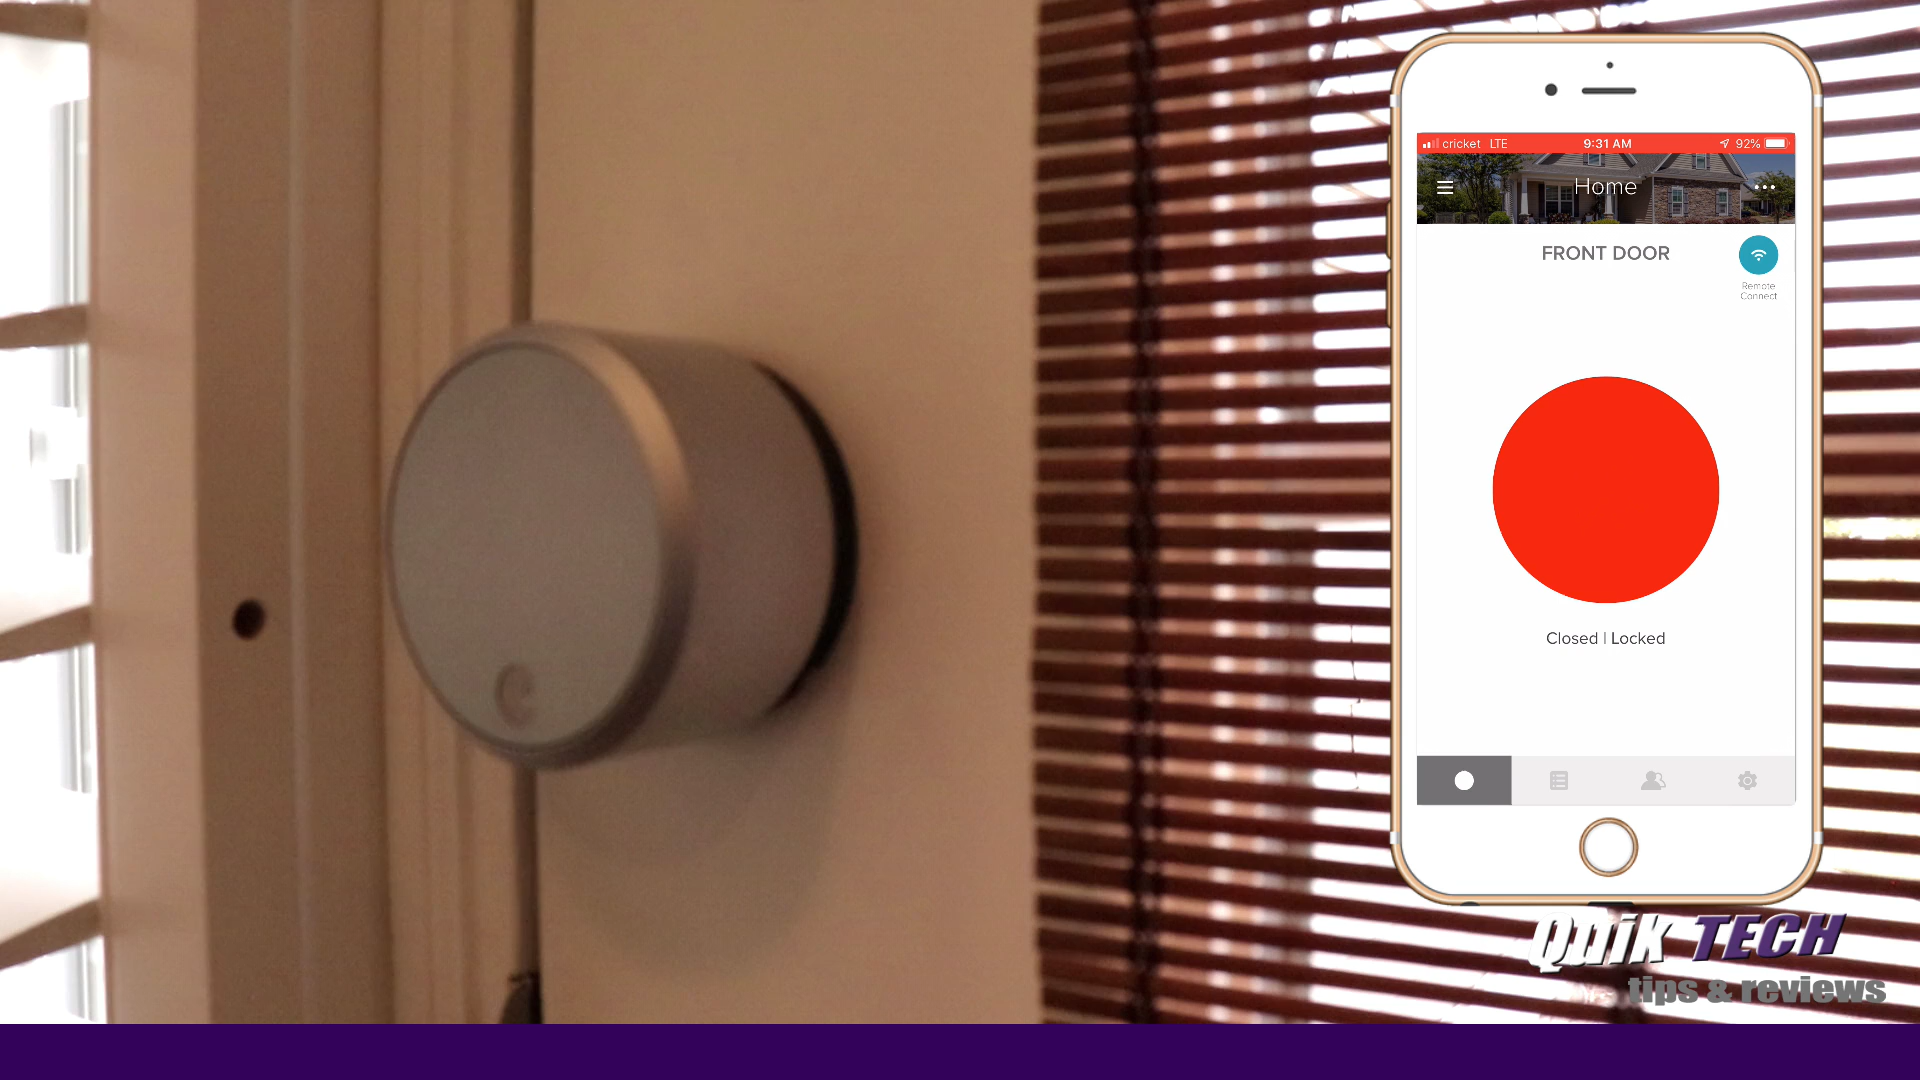 cricket LTE 9:31 AM 92%
Home
FRONT DOOR
Remote
Connect
Closed | Locked
Quik TECH
tips & reviews